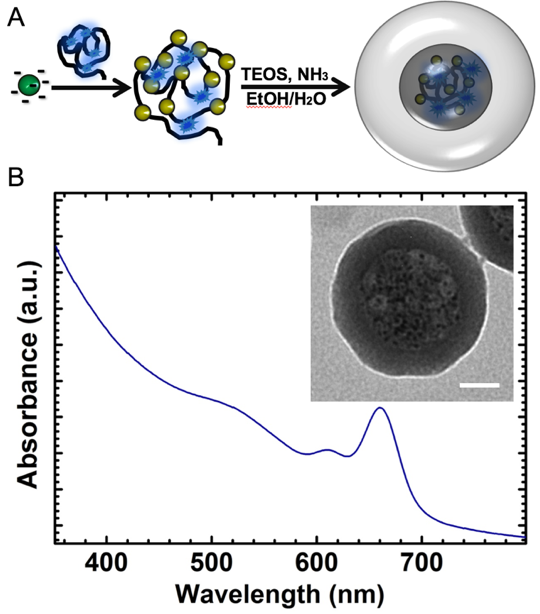 A
TEOS, NH3
EtOH/H2O
B
Absorbance (a.u.)
400 500 600 700
Wavelength (nm)